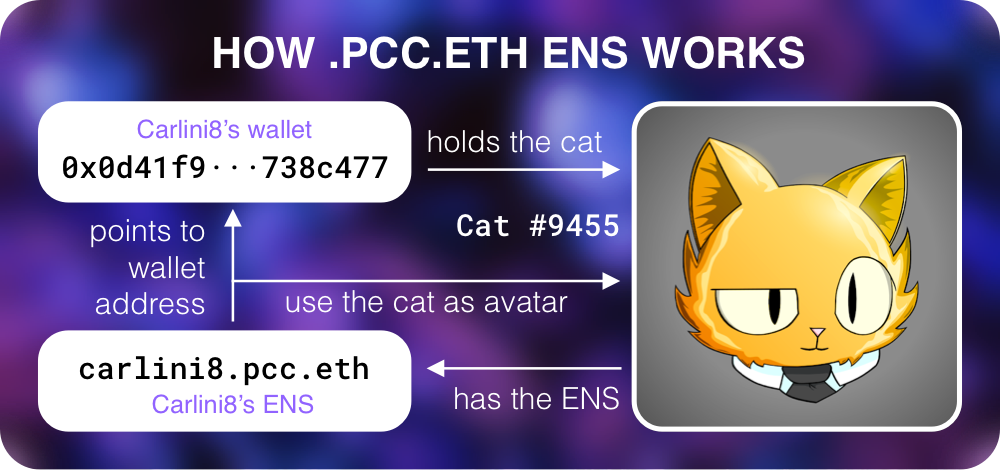 HOW .PCC.ETH ENS WORKS
Carlini8's wallet
0x0d41f9···738c477
holds the cat
Cat #9455
points to
wallet
address
use the cat as avatar
carlini8.pcc.eth
Carlini8's ENS
has the ENS